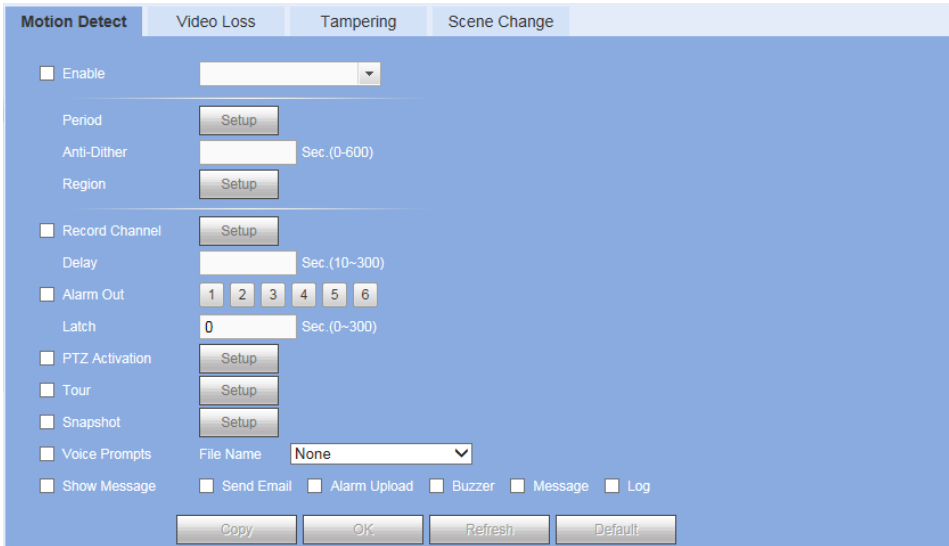 Motion Detect Video Loss Tampering Scene Change
Enable
Period Setup
Anti-Dither Sec.(0-600)
Region Setup
Record Channel Setup
Delay Sec.(10~300)
Alarm Out 1 2 3 4 5 6
Latch 0 Sec.(0~300)
PTZ Activation Setup
Tour Setup
Snapshot Setup
Voice Prompts File Name None
Show Message Send Email Alarm Upload Buzzer Message Log
Copy OK Refresh Default